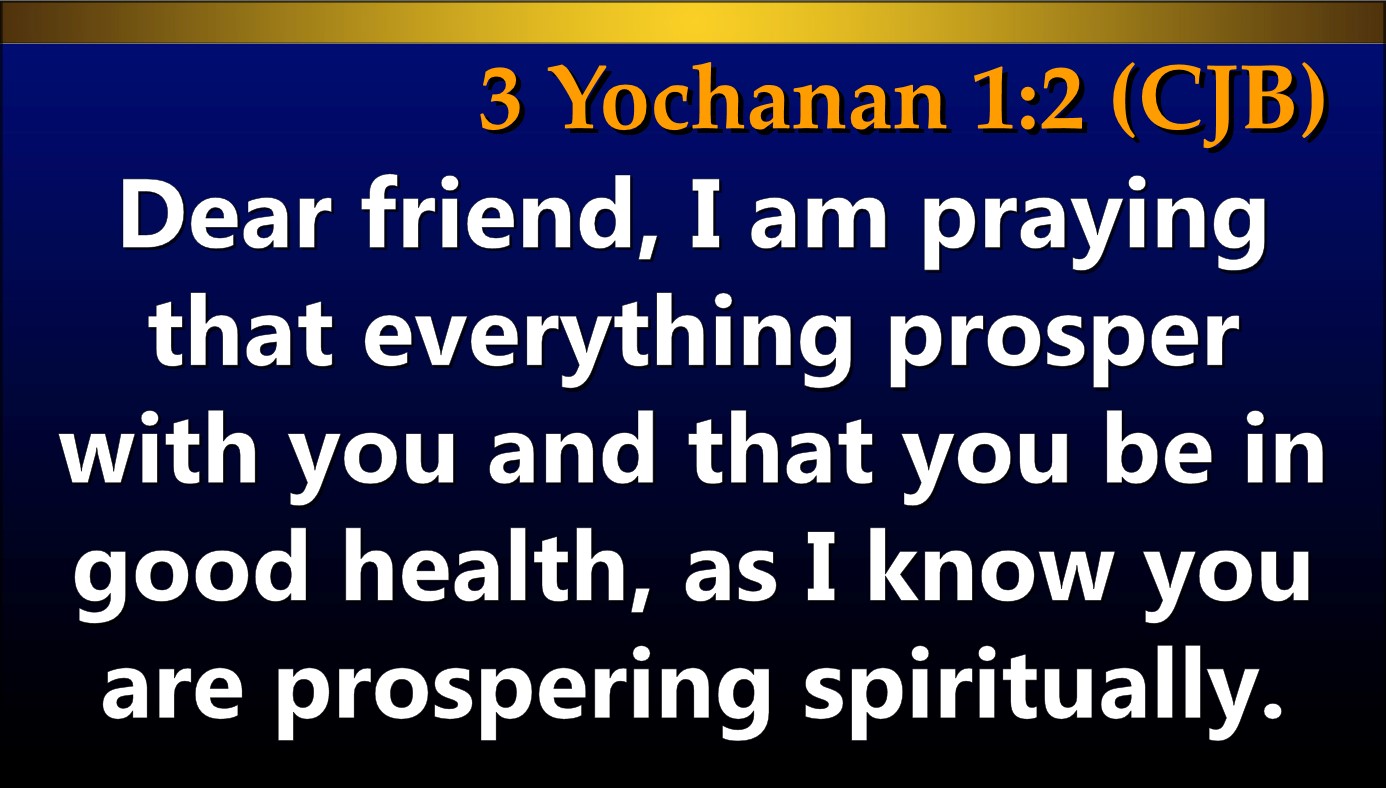 3 Yochanan 1:2 (CJB)
Dear friend, I am praying
that everything prosper
with you and that you be in
good health, as I know you
are prospering spiritually.